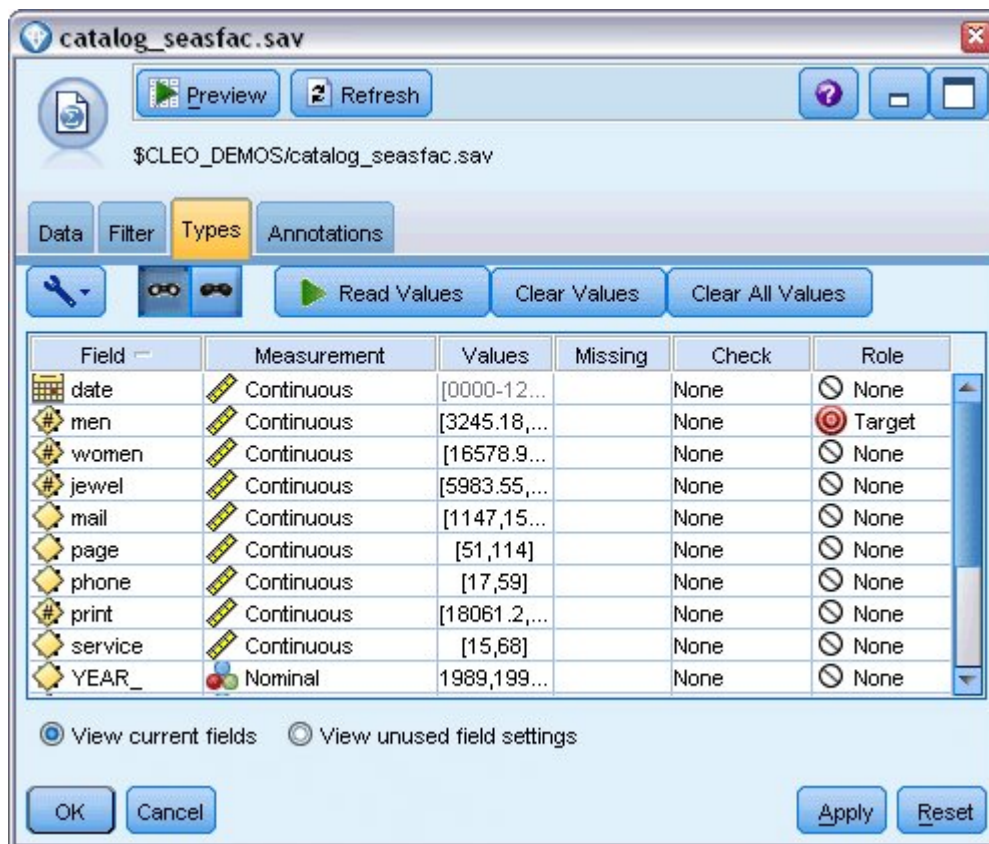 catalog_seasfac.sav
Preview Refresh
$CLEO_DEMOS/catalog_seasfac.sav
Data Filter Types Annotations
Read Values Clear Values Clear All Values
Field Measurement Values Missing Check Role
date Continuous [0000-12... None None
men Continuous [3245.18,... None Target
women Continuous [16578.9... None None
jewel Continuous [5983.55,... None None
mail Continuous [1147,15... None None
page Continuous [51,114] None None
phone Continuous [17,59] None None
print Continuous [18061.2,... None None
service Continuous [15,68] None None
YEAR_ Nominal 1989,199... None None
View current fields View unused field settings
OK Cancel Apply Reset